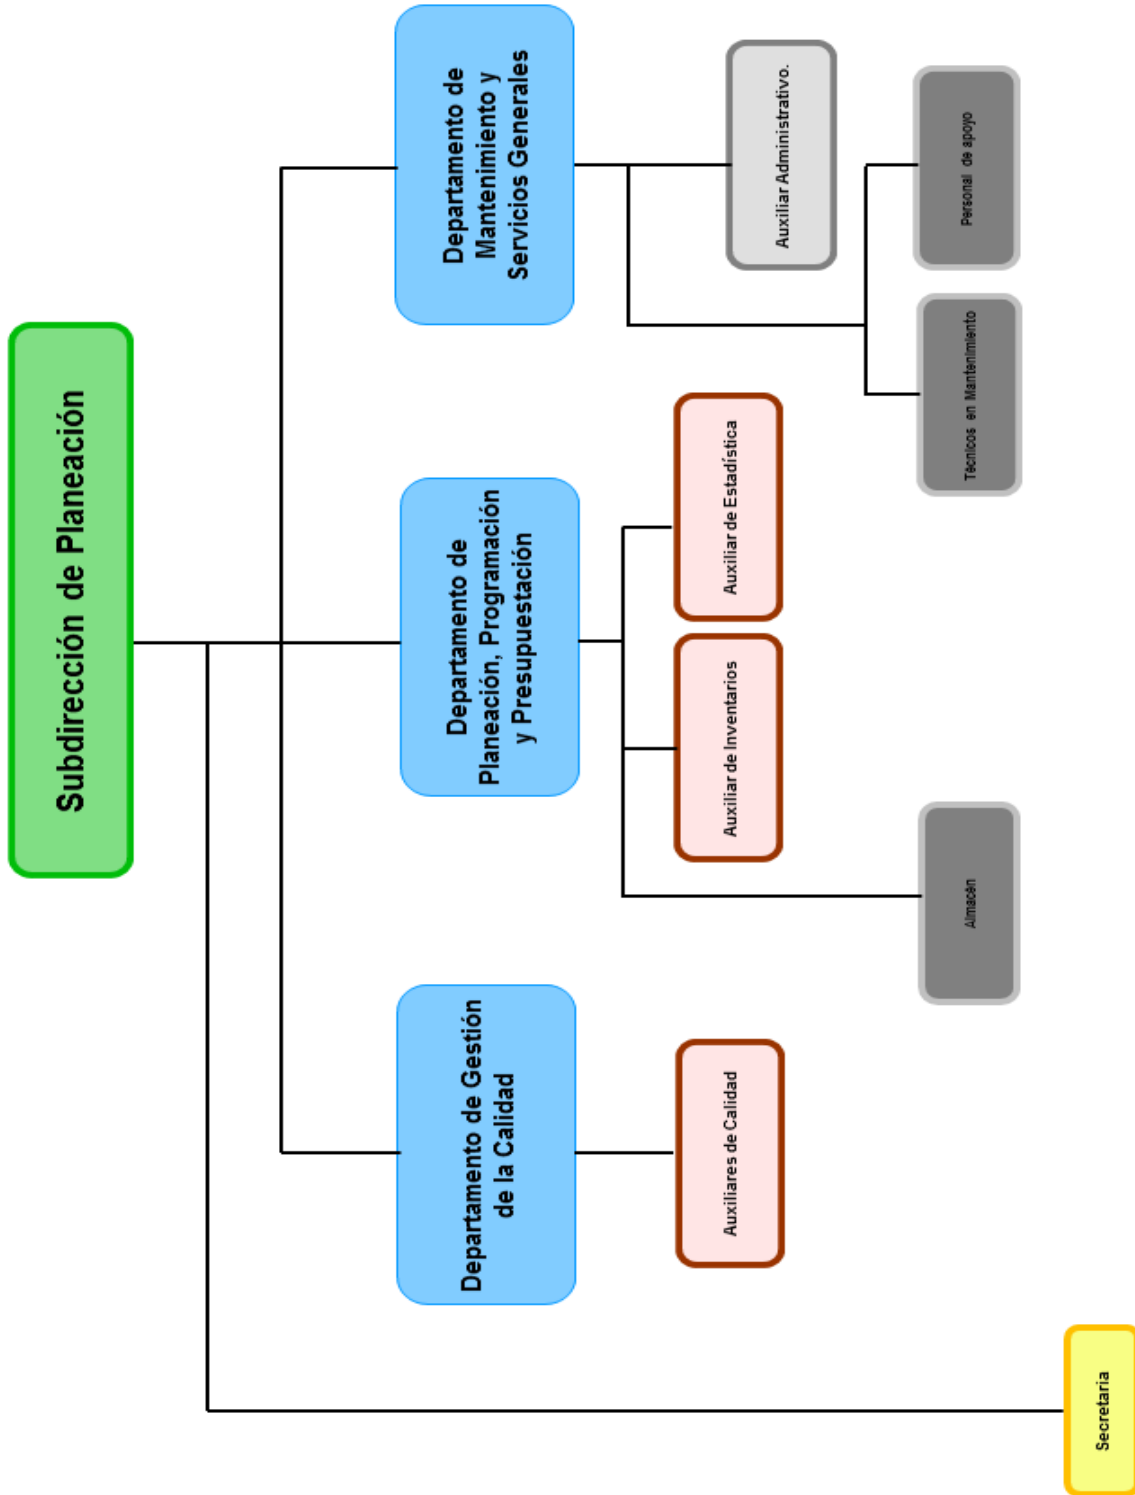 Subdirección de Planeación
Departamento de Gestión
de la Calidad
Departamento de
Planeación, Programación
y Presupuestación
Departamento de
Mantenimiento y
Servicios Generales
Auxiliares de Calidad
Auxiliar de Inventarios
Auxiliar de Estadística
Auxiliar Administrativo.
Almacén
Técnicos en Mantenimiento
Personal de apoyo
Secretaria